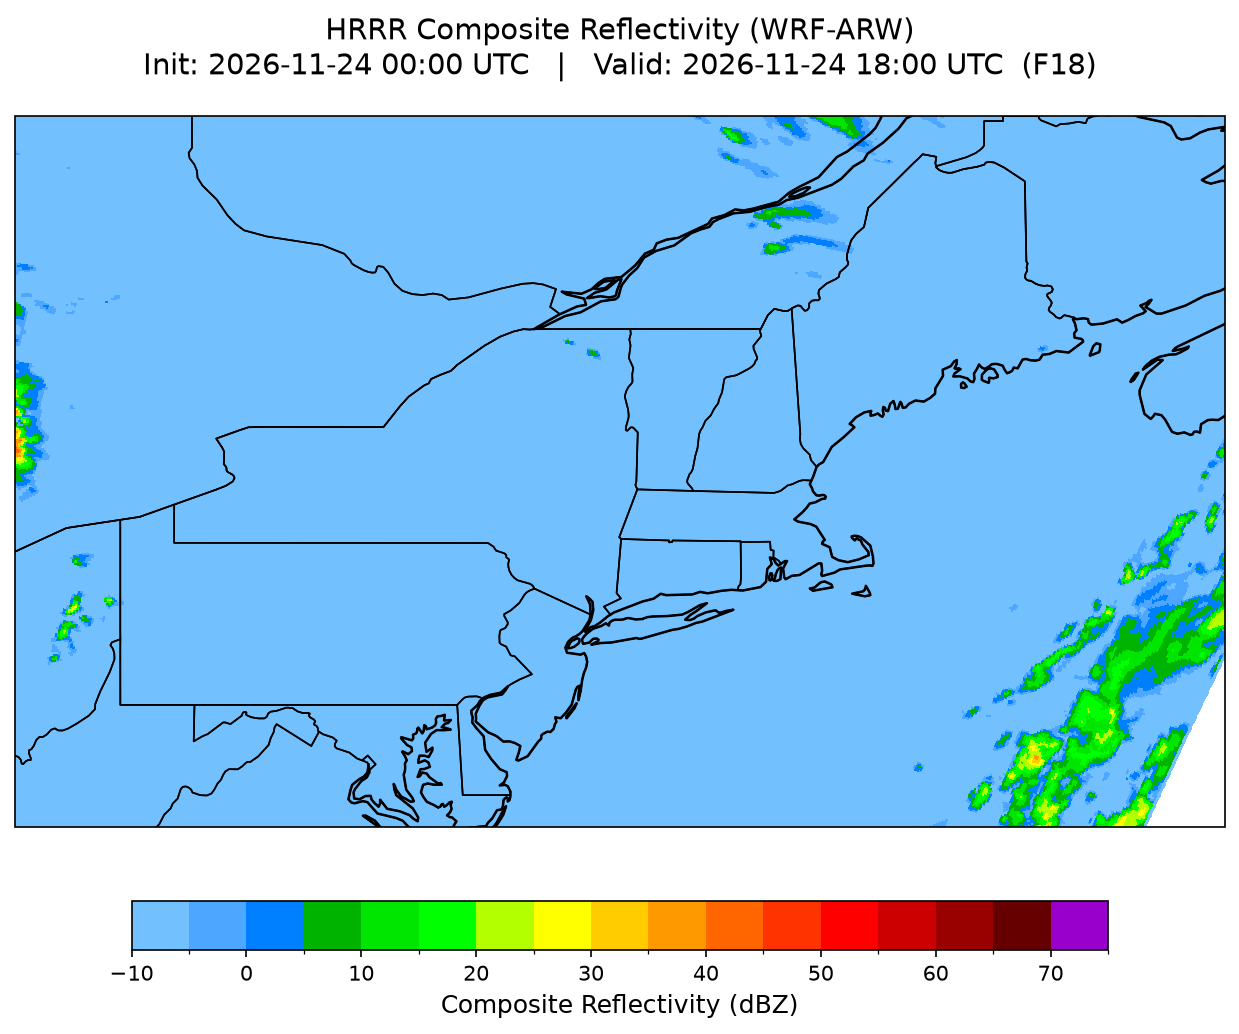 HRRR Composite Reflectivity (WRF-ARW)
Init: 2026-11-24 00:00 UTC   |   Valid: 2026-11-24 18:00 UTC  (F18)
−10 0 10 20 30 40 50 60 70
Composite Reflectivity (dBZ)